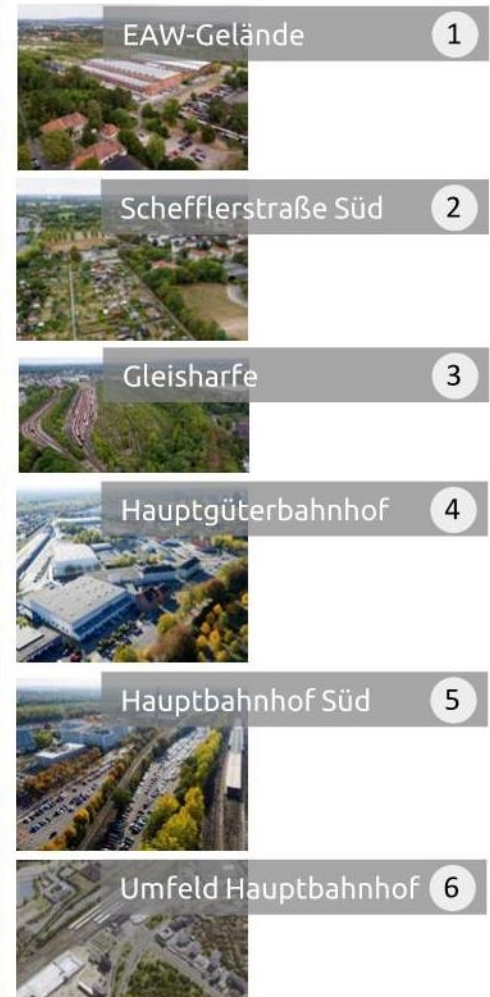 EAW-Gelände 1
Schefflerstraße Süd 2
Gleisharfe 3
Hauptgüterbahnhof 4
Hauptbahnhof Süd 5
Umfeld Hauptbahnhof 6